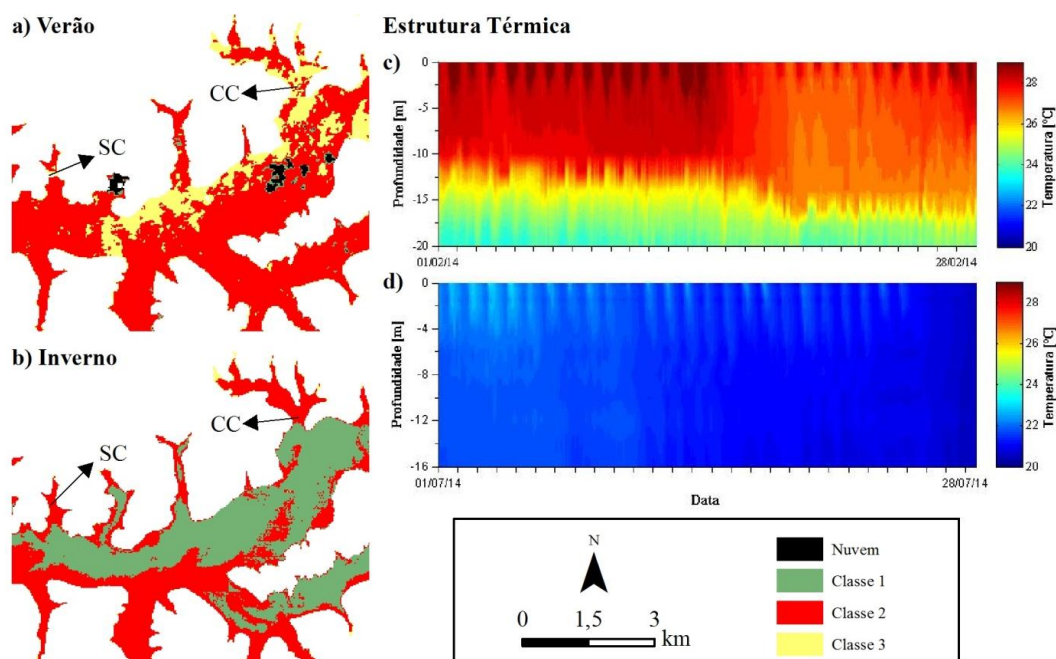 a) Verão
CC
SC
b) Inverno
CC
SC
Estrutura Térmica
c)
Profundidade [m]
0
-5
-10
-15
-20
01/02/14
28/02/14
28
26
24
22
20
Temperatura [°C]
d)
Profundidade [m]
0
-4
-8
-12
-16
01/07/14
28/07/14
Data
28
26
24
22
20
Temperatura [°C]
N
0 1,5 3
km
Nuvem
Classe 1
Classe 2
Classe 3